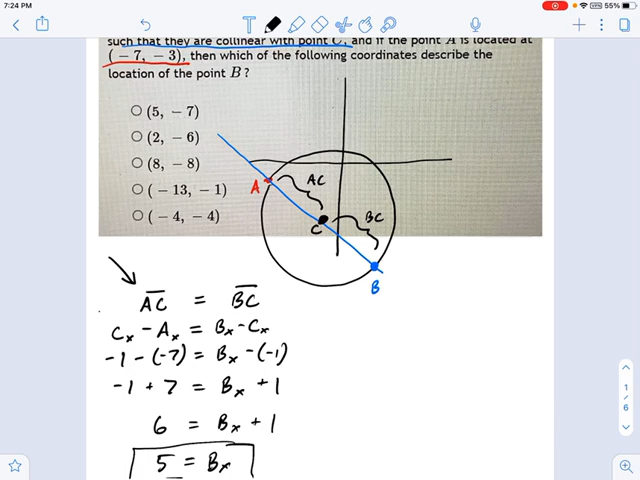 7:24 PM
55%
such that they are collinear with point C, and if the point A is located at
(−7, −3), then which of the following coordinates describe the
location of the point B ?
(5, −7)
(2, −6)
(8, −8)
(−13, −1)
(−4, −4)
A
AC
C
BC
B
AC = BC
Cx − Ax = Bx − Cx
-1 − (-7) = Bx − (-1)
-1 + 7 = Bx + 1
6 = Bx + 1
5 = Bx
1
/
6